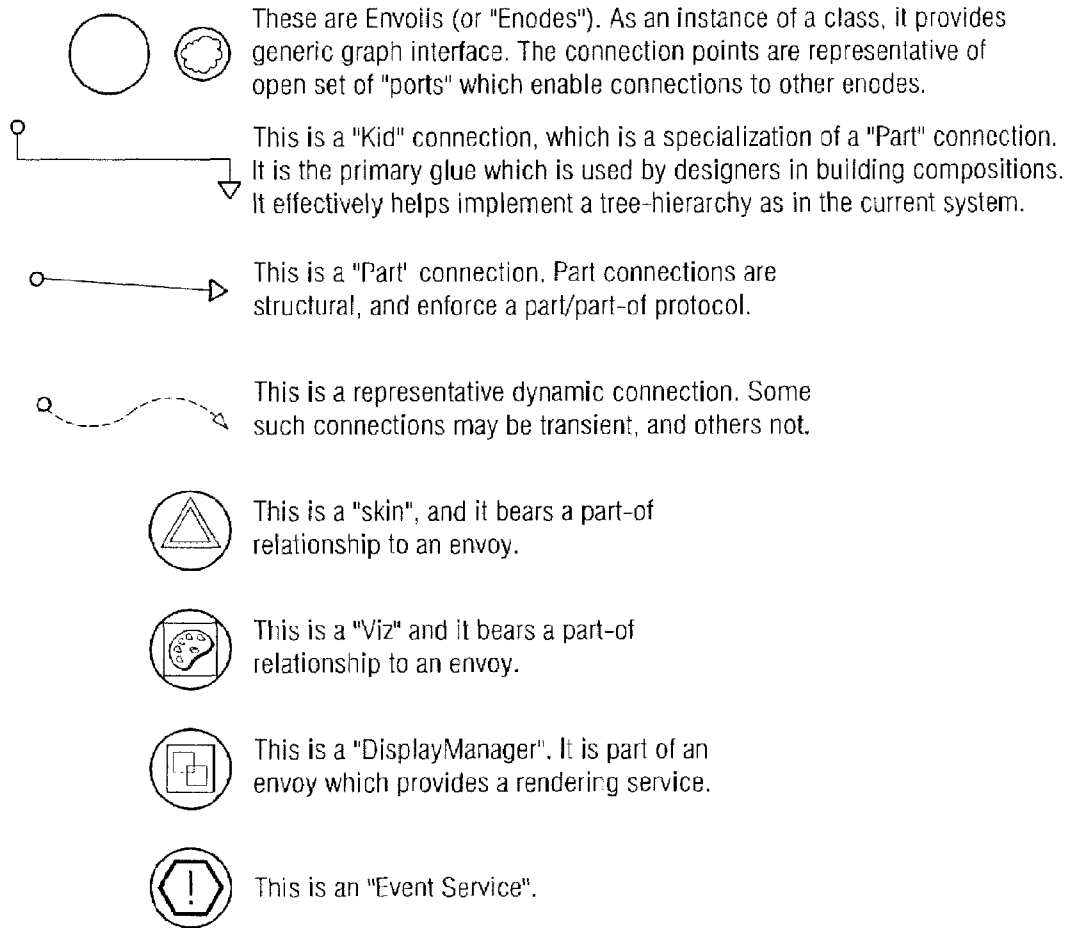 These are Envoiis (or "Enodes"). As an instance of a class, it provides
generic graph interface. The connection points are representative of
open set of "ports" which enable connections to other enodes.
This is a "Kid" connection, which is a specialization of a "Part" connection.
It is the primary glue which is used by designers in building compositions.
It effectively helps implement a tree-hierarchy as in the current system.
This is a "Part" connection. Part connections are
structural, and enforce a part/part-of protocol.
This is a representative dynamic connection. Some
such connections may be transient, and others not.
This is a "skin", and it bears a part-of
relationship to an envoy.
This is a "Viz" and it bears a part-of
relationship to an envoy.
This is a "DisplayManager". It is part of an
envoy which provides a rendering service.
!
This is an "Event Service".